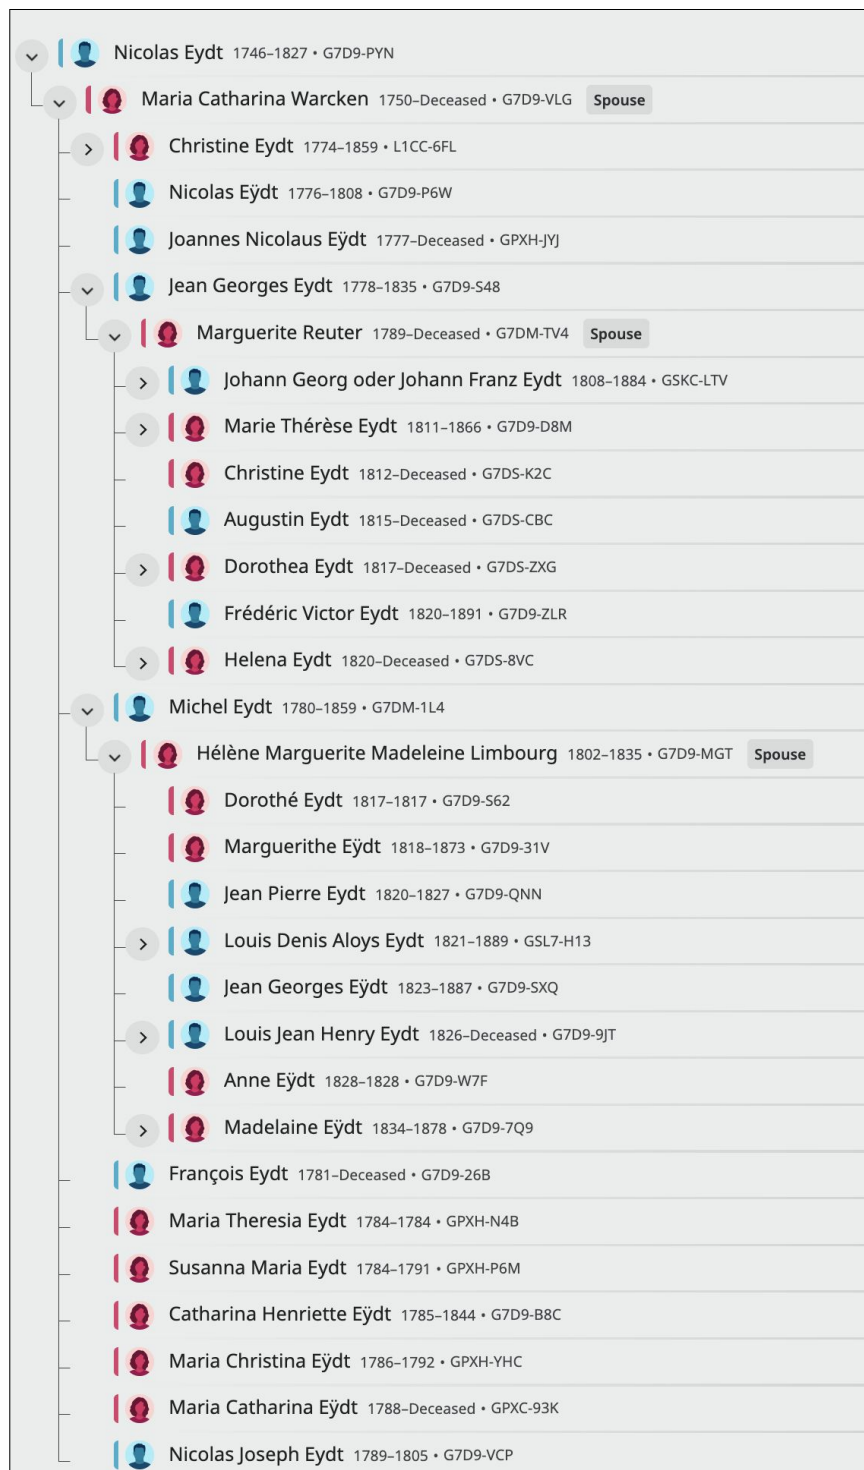 Nicolas Eydt 1746–1827 • G7D9-PYN
Maria Catharina Warcken 1750–Deceased • G7D9-VLG Spouse
Christine Eydt 1774–1859 • L1CC-6FL
Nicolas Eÿdt 1776–1808 • G7D9-P6W
Joannes Nicolaus Eÿdt 1777–Deceased • GPXH-JYJ
Jean Georges Eydt 1778–1835 • G7D9-S48
Marguerite Reuter 1789–Deceased • G7DM-TV4 Spouse
Johann Georg oder Johann Franz Eydt 1808–1884 • GSKC-LTV
Marie Thérèse Eydt 1811–1866 • G7D9-D8M
Christine Eydt 1812–Deceased • G7DS-K2C
Augustin Eydt 1815–Deceased • G7DS-CBC
Dorothea Eydt 1817–Deceased • G7DS-ZXG
Frédéric Victor Eydt 1820–1891 • G7D9-ZLR
Helena Eydt 1820–Deceased • G7DS-8VC
Michel Eydt 1780–1859 • G7DM-1L4
Hélène Marguerite Madeleine Limbourg 1802–1835 • G7D9-MGT Spouse
Dorothé Eydt 1817–1817 • G7D9-S62
Marguerithe Eÿdt 1818–1873 • G7D9-31V
Jean Pierre Eydt 1820–1827 • G7D9-QNN
Louis Denis Aloys Eydt 1821–1889 • GSL7-H13
Jean Georges Eÿdt 1823–1887 • G7D9-SXQ
Louis Jean Henry Eydt 1826–Deceased • G7D9-9JT
Anne Eÿdt 1828–1828 • G7D9-W7F
Madelaine Eÿdt 1834–1878 • G7D9-7Q9
François Eydt 1781–Deceased • G7D9-26B
Maria Theresia Eydt 1784–1784 • GPXH-N4B
Susanna Maria Eydt 1784–1791 • GPXH-P6M
Catharina Henriette Eÿdt 1785–1844 • G7D9-B8C
Maria Christina Eÿdt 1786–1792 • GPXH-YHC
Maria Catharina Eÿdt 1788–Deceased • GPXC-93K
Nicolas Joseph Eydt 1789–1805 • G7D9-VCP